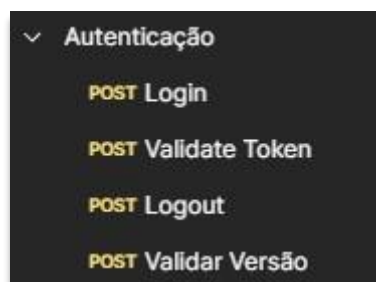 Autenticação
POST Login
POST Validate Token
POST Logout
POST Validar Versão